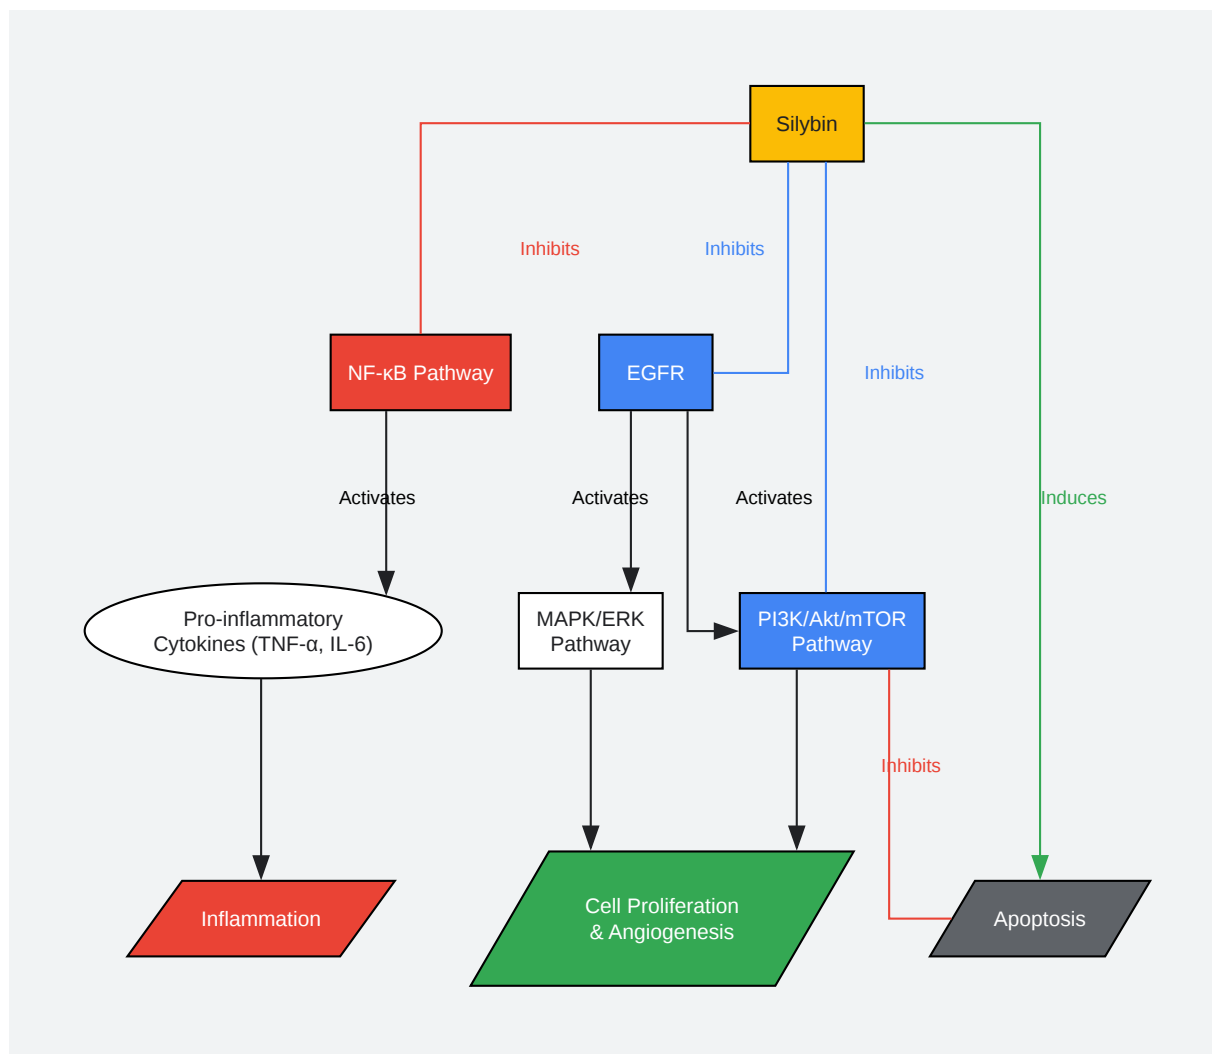 Silybin
Inhibits
Inhibits
NF-κB Pathway
EGFR
Inhibits
Activates
Activates
Activates
Induces
Pro-inflammatory
Cytokines (TNF-α, IL-6)
MAPK/ERK
Pathway
PI3K/Akt/mTOR
Pathway
Inhibits
Inflammation
Cell Proliferation
& Angiogenesis
Apoptosis